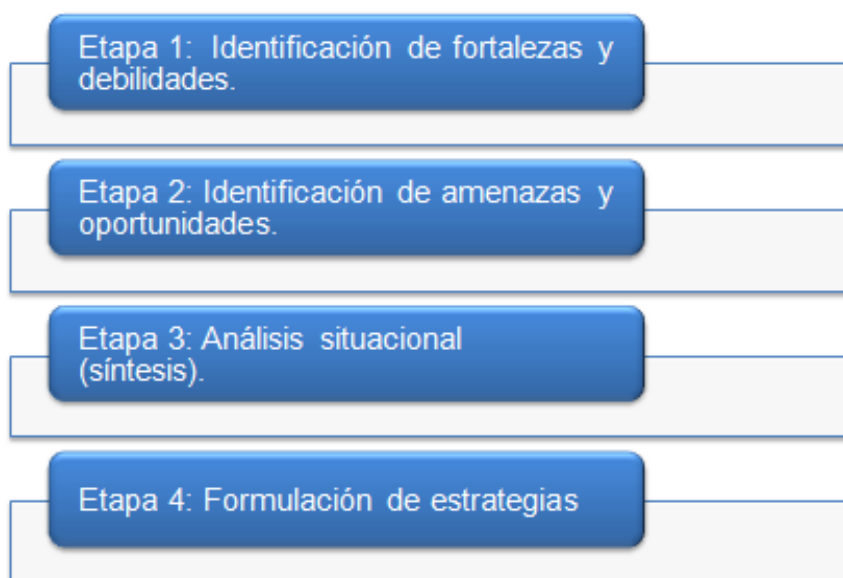 Etapa 1: Identificación de fortalezas y
debilidades.
Etapa 2: Identificación de amenazas y
oportunidades.
Etapa 3: Análisis situacional
(síntesis).
Etapa 4: Formulación de estrategias